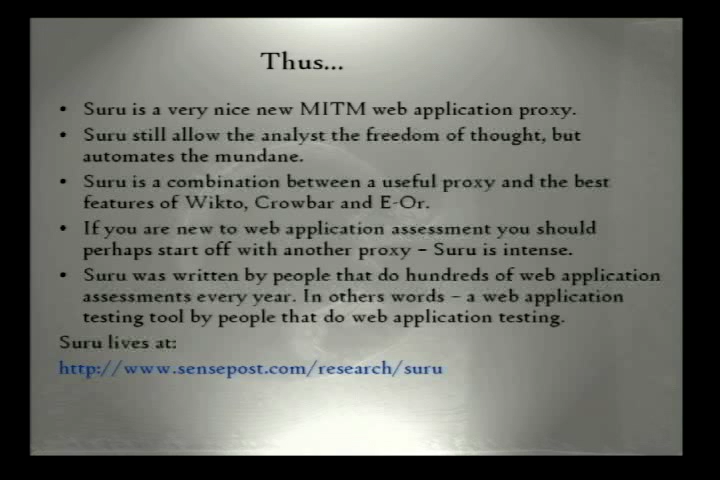 Thus...
• Suru is a very nice new MITM web application proxy.
• Suru still allow the analyst the freedom of thought, but
automates the mundane.
• Suru is a combination between a useful proxy and the best
features of Wikto, Crowbar and E-Or.
• If you are new to web application assessment you should
perhaps start off with another proxy – Suru is intense.
• Suru was written by people that do hundreds of web application
assessments every year. In others words – a web application
testing tool by people that do web application testing.
Suru lives at:
http://www.sensepost.com/research/suru